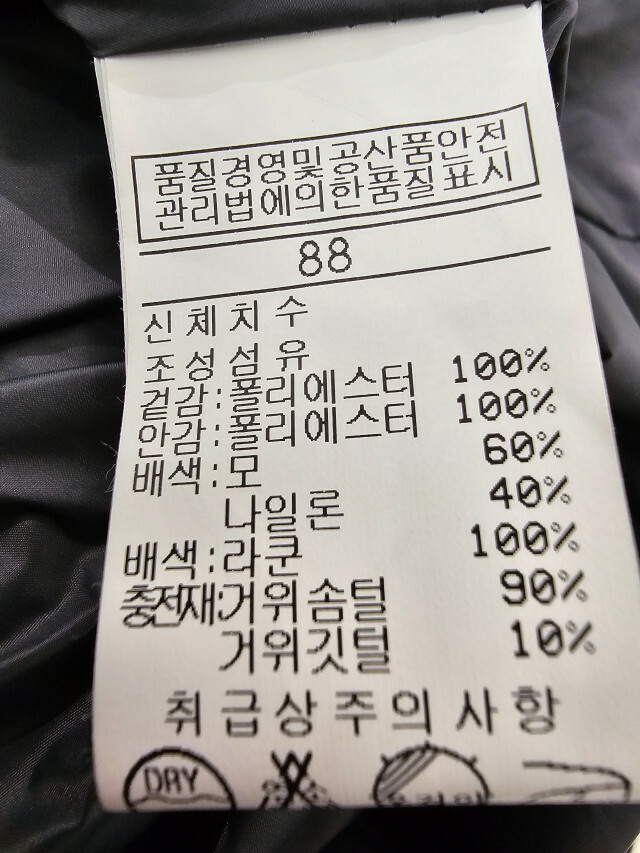 품질경영및공산품안전
관리법에의한품질표시
88
신체치수
조성섬유
겉감:폴리에스터 100%
안감:폴리에스터 100%
배색:모 60%
나일론 40%
배색:라쿤 100%
충전재:거위솜털 90%
거위깃털 10%
취급상주의사항
DRY